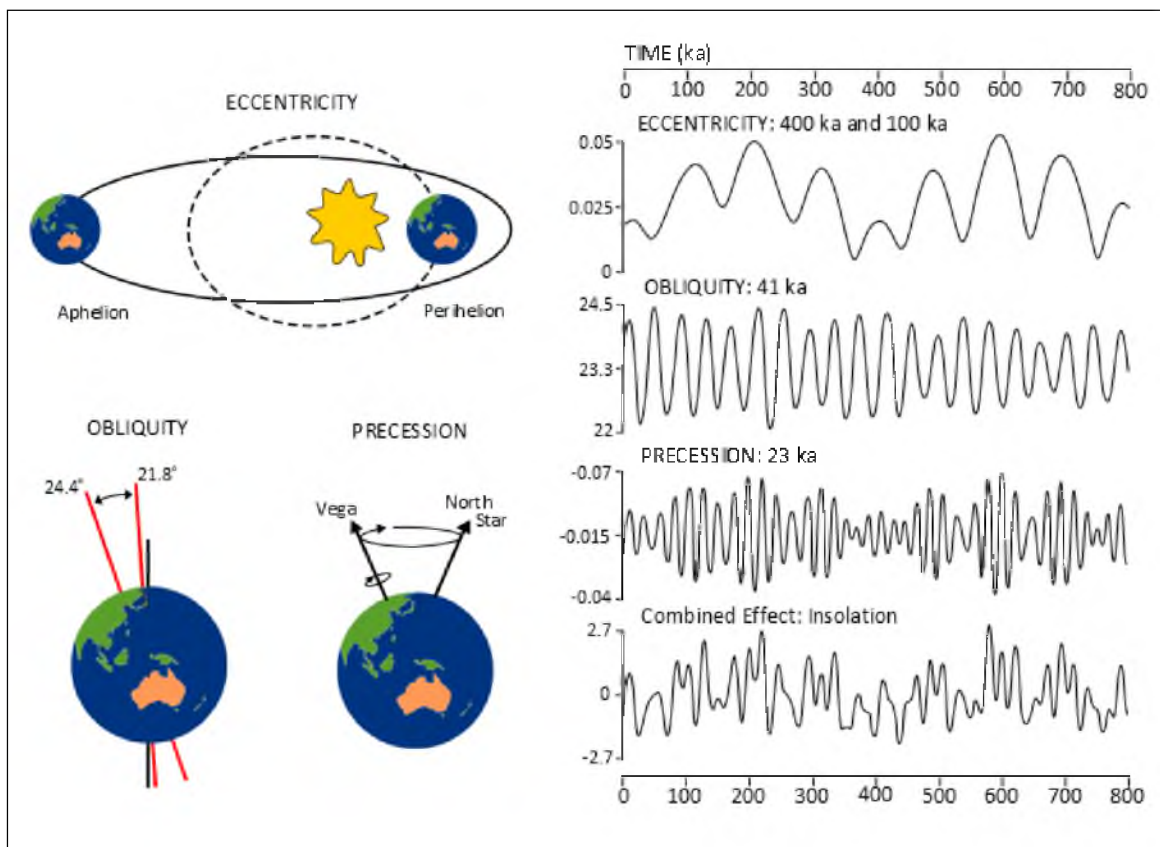 ECCENTRICITY
Aphelion
Perihelion
OBLIQUITY
24.4°
21.8°
PRECESSION
Vega
North
Star
TIME (ka)
0 100 200 300 400 500 600 700 800
ECCENTRICITY: 400 ka and 100 ka
0.05
0.025
0
OBLIQUITY: 41 ka
24.5
23.3
22
PRECESSION: 23 ka
-0.07
-0.015
-0.04
Combined Effect: Insolation
2.7
0
-2.7
0 100 200 300 400 500 600 700 800